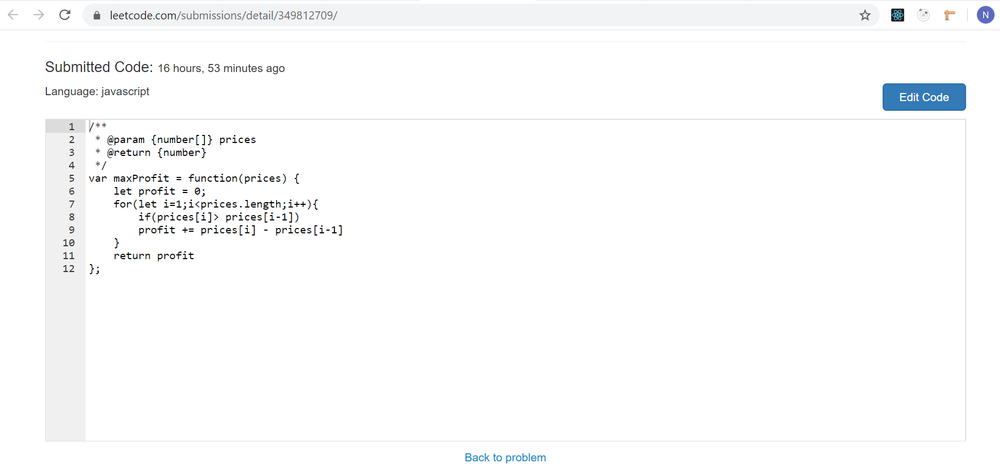 leetcode.com/submissions/detail/349812709/
N
Submitted Code: 16 hours, 53 minutes ago
Language: javascript
Edit Code
1 /**
2  * @param {number[]} prices
3  * @return {number}
4  */
5 var maxProfit = function(prices) {
6     let profit = 0;
7     for(let i=1;i<prices.length;i++){
8         if(prices[i]> prices[i-1])
9         profit += prices[i] - prices[i-1]
10     }
11     return profit
12 };
Back to problem